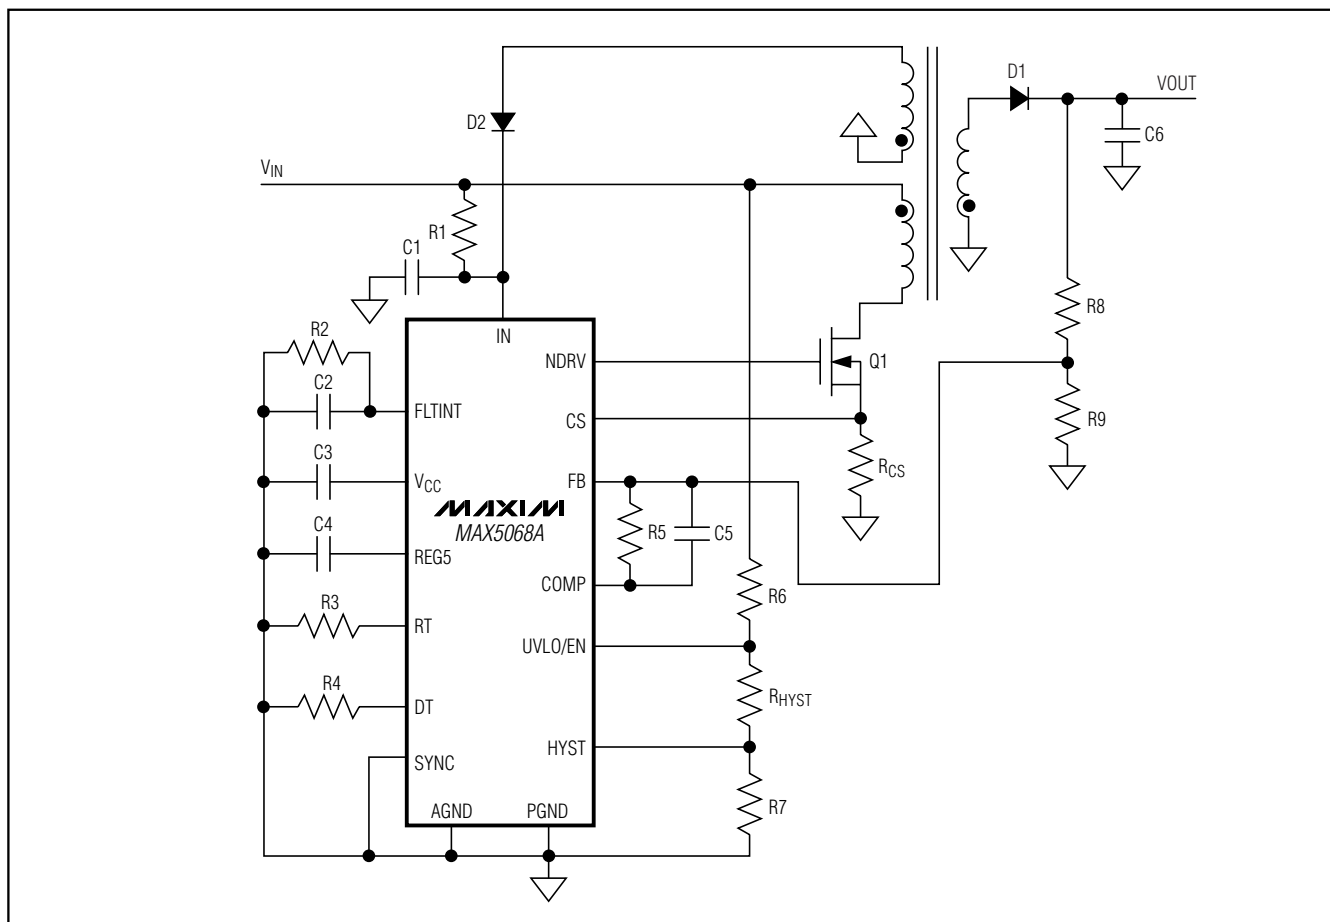 D1
VOUT
D2
C6
VIN
R1
C1
R8
R2
IN
NDRV
Q1
C2
FLTINT
CS
R9
C3
RCS
VCC
FB
MAXIM
MAX5068A
R5
C5
C4
REG5
COMP
R6
R3
RT
UVLO/EN
R4
RHYST
DT
HYST
SYNC
R7
AGND
PGND